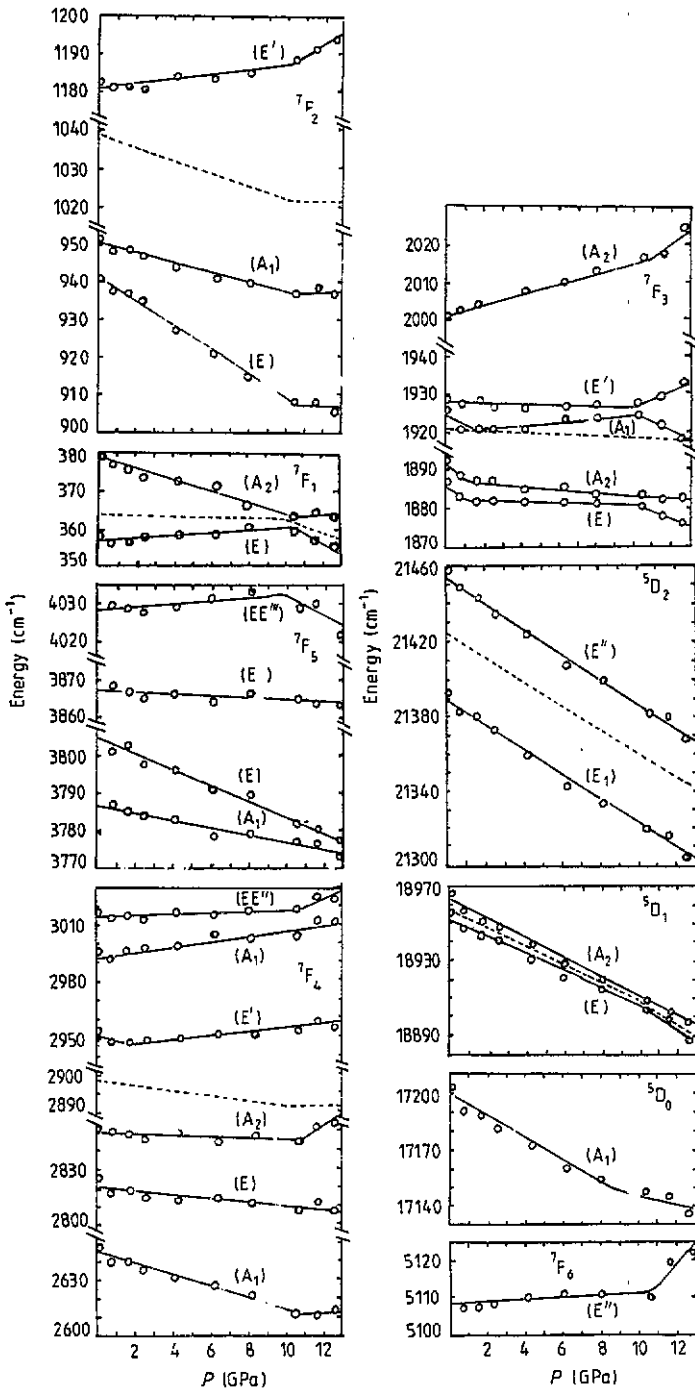 1200
1180
1040
1020
950
940
930
920
910
900
(E′)
⁷F₂
(A₁)
(E)
380
370
360
350
⁷F₁
(A₂)
(E)
4030
4020
3870
3860
3800
3790
3780
3770
(EE‴)
⁷F₅
(E)
(E)
(A₁)
3010
2980
2950
2900
2890
2830
2800
2630
2600
(EE″)
(A₁)
⁷F₄
(E′)
(A₂)
(E)
(A₁)
0 2 4 6 8 10 12
P (GPa)
Energy (cm⁻¹)
2020
2010
2000
1940
1930
1920
1890
1880
1870
(A₂)
⁷F₃
(E′)
(A₁)
(A₂)
(E)
21460
21420
21380
21340
21300
⁵D₂
(E″)
(E₁)
18970
18930
18890
⁵D₁
(A₂)
(E)
17200
17170
17140
⁵D₀
(A₁)
5120
5110
5100
⁷F₆
(E″)
0 2 4 6 8 10 12
P (GPa)
Energy (cm⁻¹)